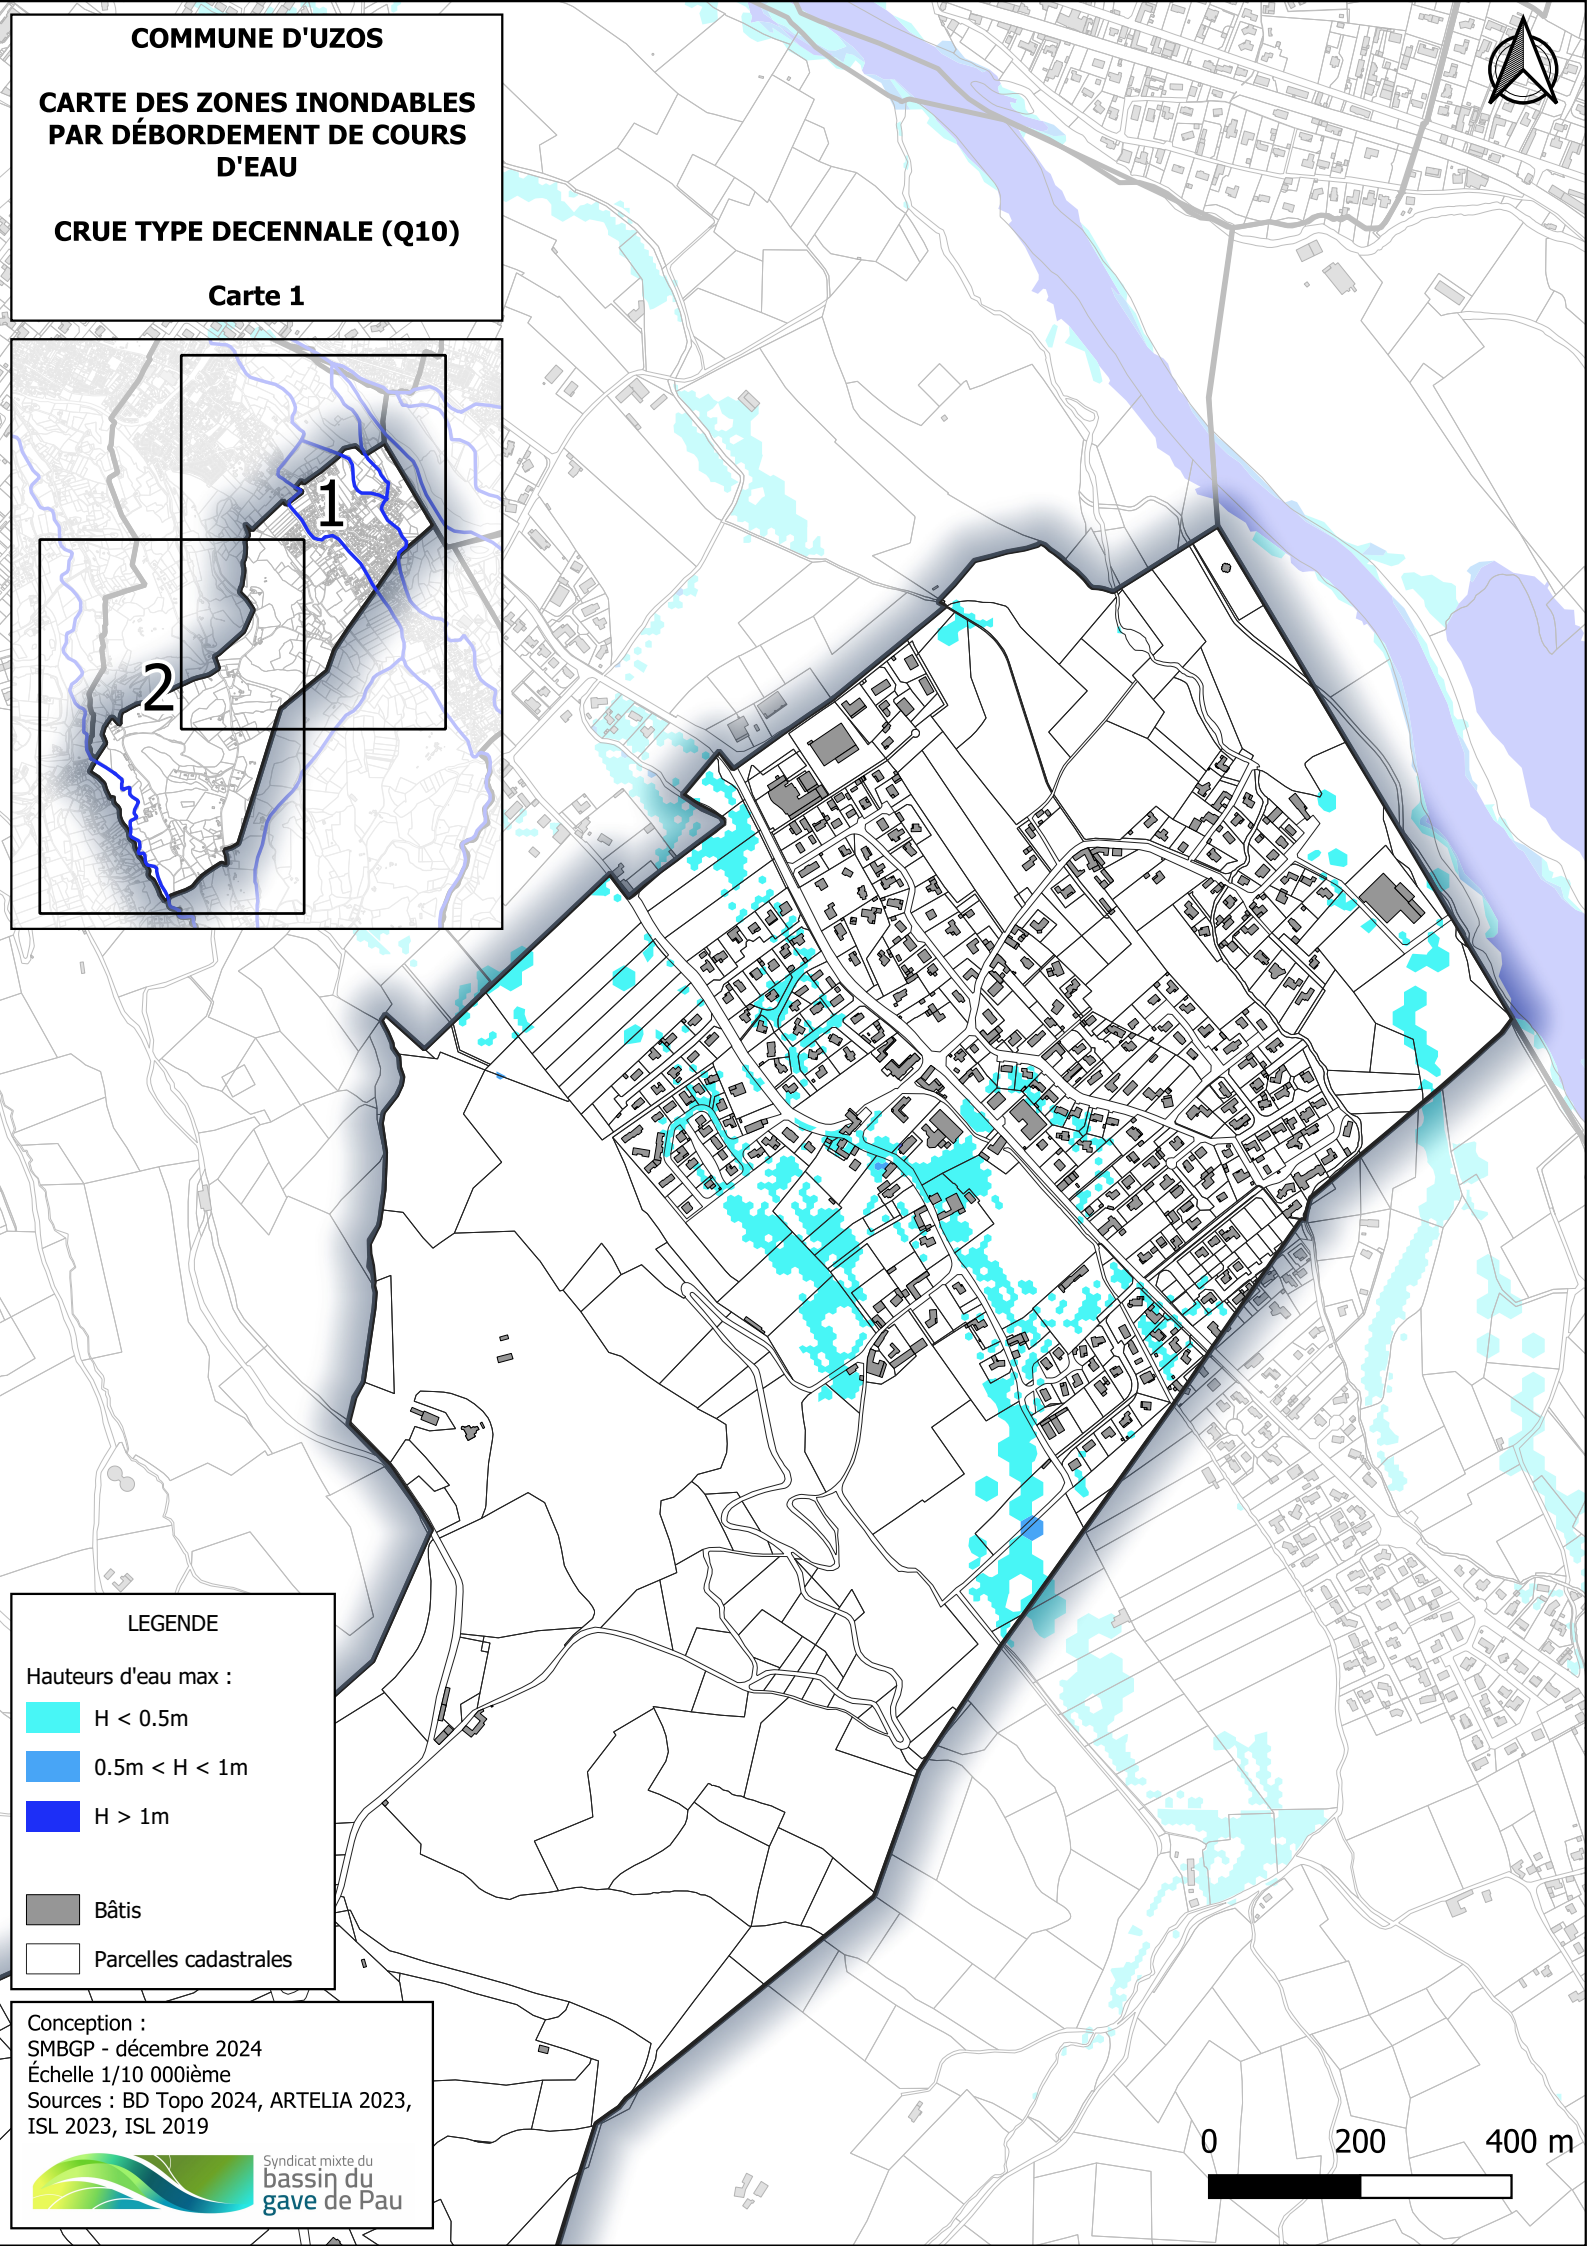 COMMUNE D'UZOS
CARTE DES ZONES INONDABLES
PAR DÉBORDEMENT DE COURS
D'EAU
CRUE TYPE DECENNALE (Q10)
Carte 1
1
2
LEGENDE
Hauteurs d'eau max :
H < 0.5m
0.5m < H < 1m
H > 1m
Bâtis
Parcelles cadastrales
Conception :
SMBGP - décembre 2024
Échelle 1/10 000ième
Sources : BD Topo 2024, ARTELIA 2023,
ISL 2023, ISL 2019
Syndicat mixte du
bassin du
gave de Pau
0 200 400 m